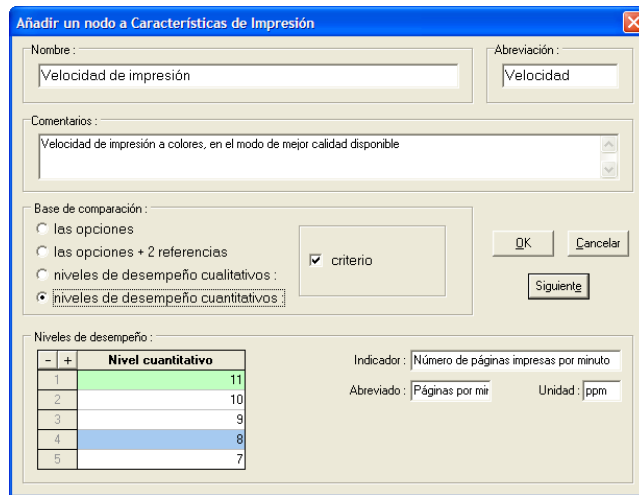 Añadir un nodo a Características de Impresión
Nombre :
Velocidad de impresión
Abreviación :
Velocidad
Comentarios :
Velocidad de impresión a colores, en el modo de mejor calidad disponible
Base de comparación :
las opciones
las opciones + 2 referencias
niveles de desempeño cualitativos :
niveles de desempeño cuantitativos :
criterio
OK
Cancelar
Siguiente
Niveles de desempeño :
- + Nivel cuantitativo
1 11
2 10
3 9
4 8
5 7
Indicador : Número de páginas impresas por minuto
Abreviado : Páginas por mir
Unidad : ppm